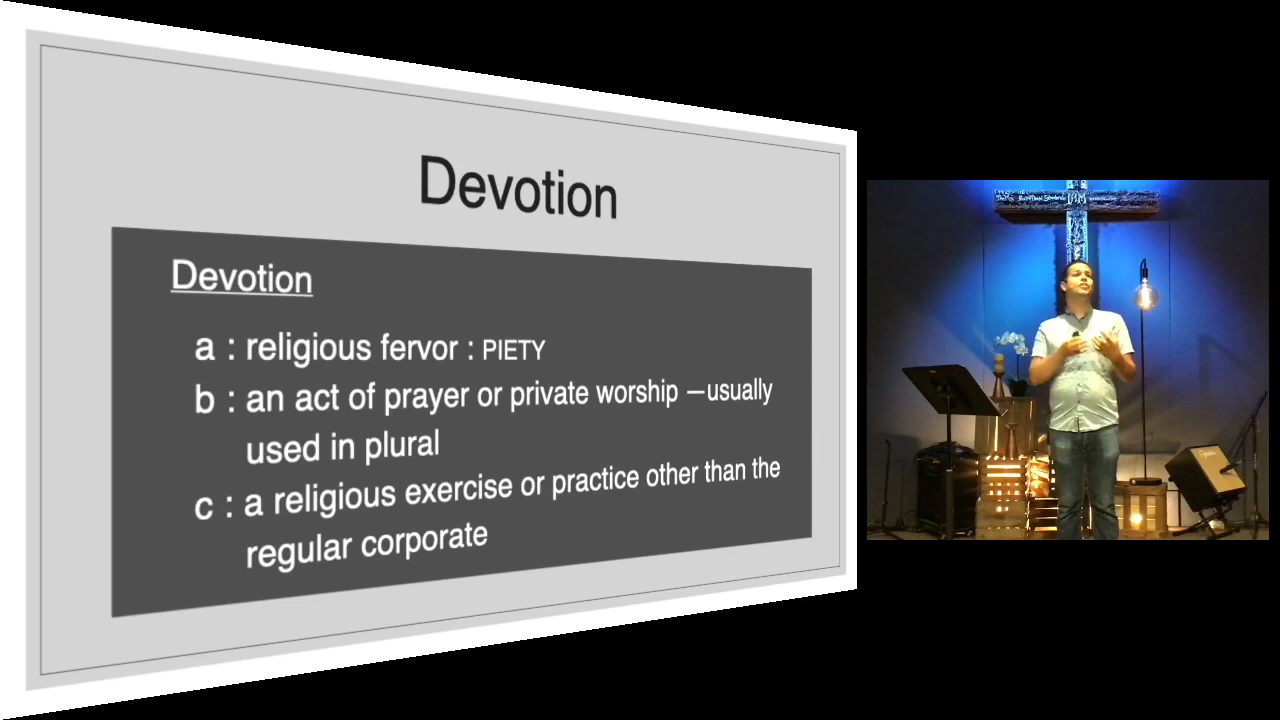 Devotion
Devotion
a : religious fervor : PIETY
b : an act of prayer or private worship —usually
used in plural
c : a religious exercise or practice other than the
regular corporate
I AM